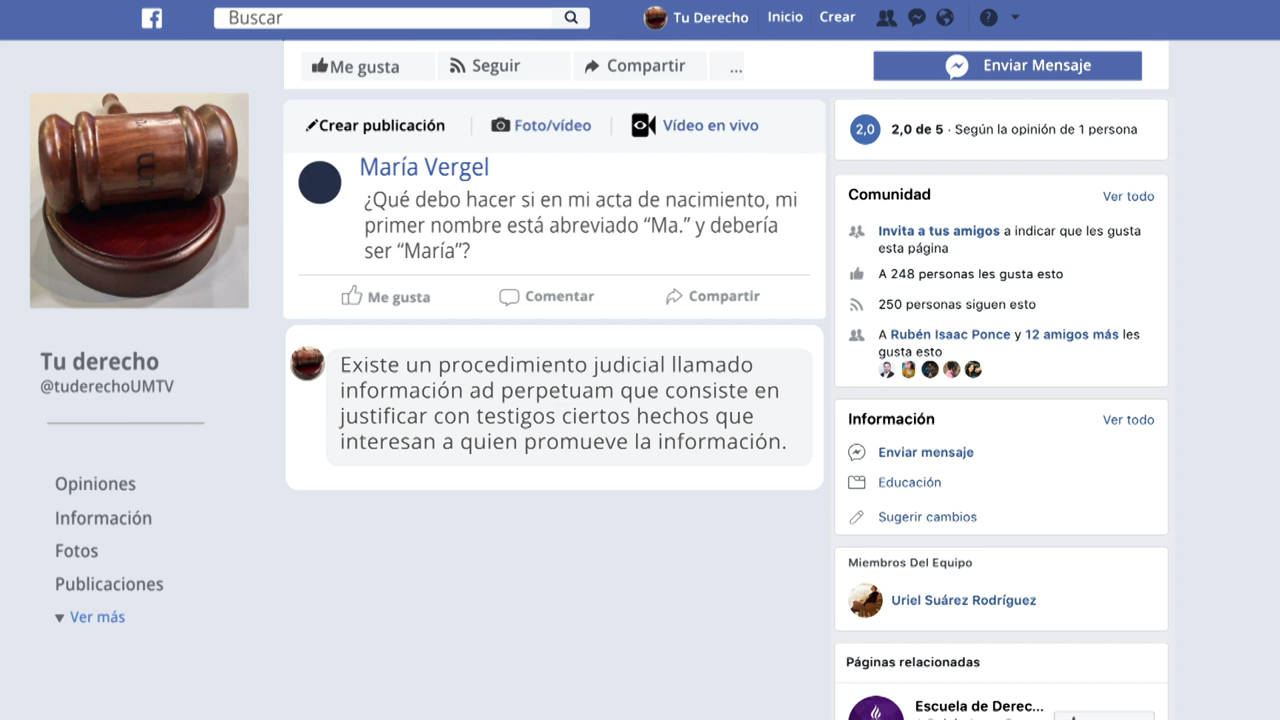 Buscar
Tu Derecho
Inicio
Crear
Me gusta
Seguir
Compartir
...
Enviar Mensaje
Tu derecho
@tuderechoUMTV
Opiniones
Información
Fotos
Publicaciones
Ver más
Crear publicación
Foto/vídeo
Vídeo en vivo
María Vergel
¿Qué debo hacer si en mi acta de nacimiento, mi
primer nombre está abreviado “Ma.” y debería
ser “María”?
Me gusta
Comentar
Compartir
Existe un procedimiento judicial llamado
información ad perpetuam que consiste en
justificar con testigos ciertos hechos que
interesan a quien promueve la información.
2,0
2,0 de 5 · Según la opinión de 1 persona
Comunidad
Ver todo
Invita a tus amigos a indicar que les gusta
esta página
A 248 personas les gusta esto
250 personas siguen esto
A Rubén Isaac Ponce y 12 amigos más les
gusta esto
Información
Ver todo
Enviar mensaje
Educación
Sugerir cambios
Miembros Del Equipo
Uriel Suárez Rodríguez
Páginas relacionadas
Escuela de Derec...